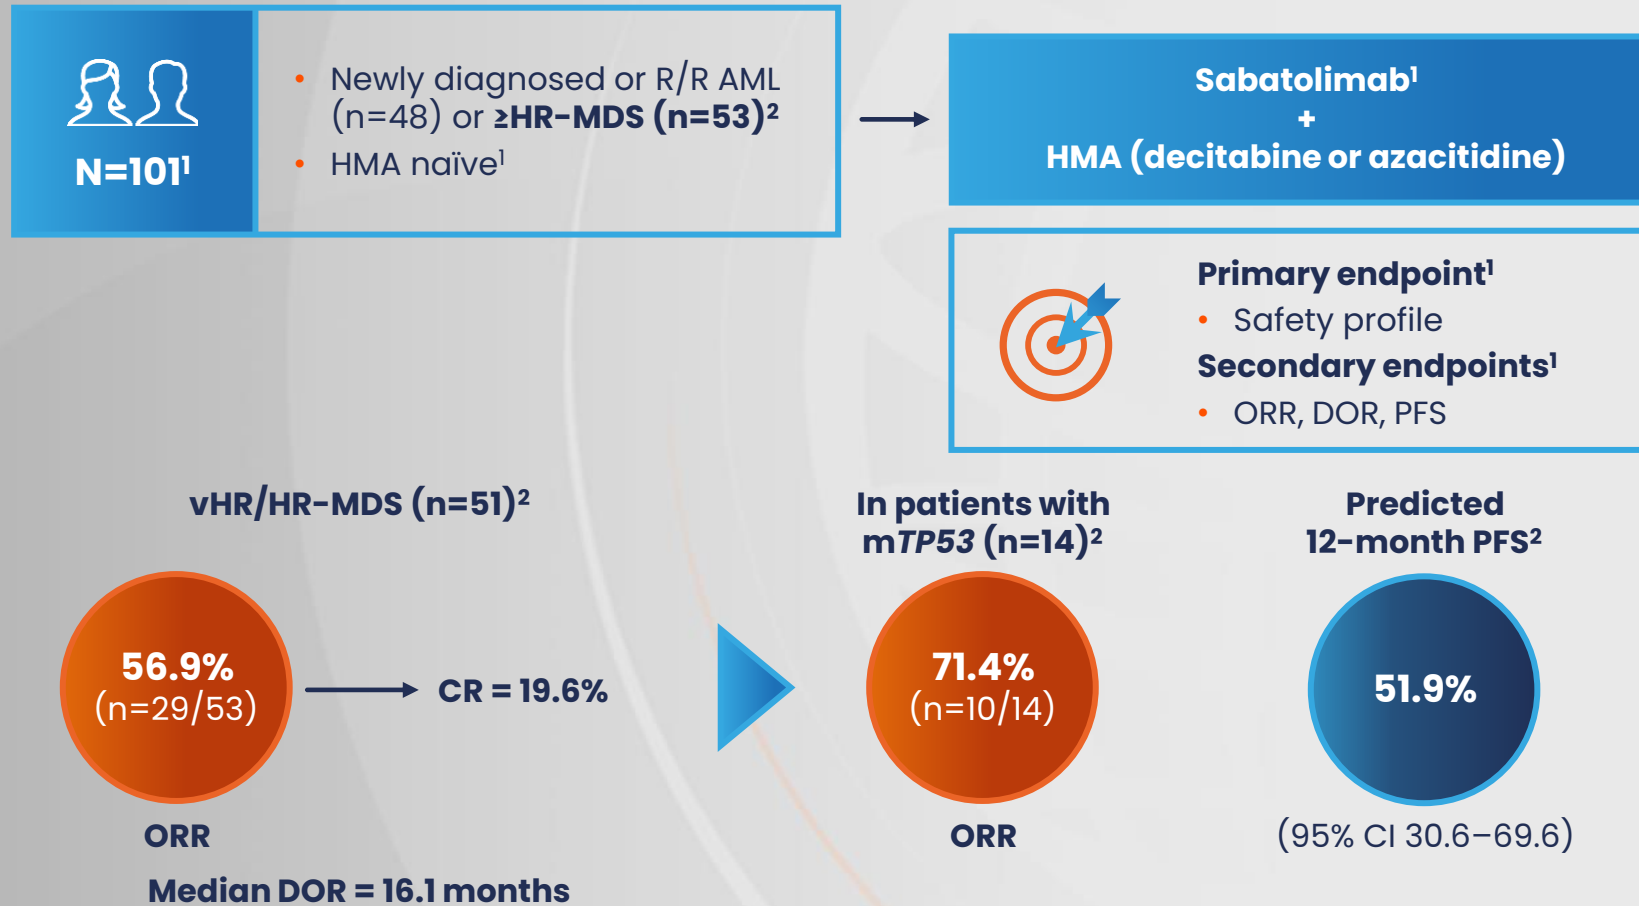 N=101¹
• Newly diagnosed or R/R AML
(n=48) or ≥HR-MDS (n=53)²
• HMA naïve¹
Sabatolimab¹
+
HMA (decitabine or azacitidine)
Primary endpoint¹
• Safety profile
Secondary endpoints¹
• ORR, DOR, PFS
vHR/HR-MDS (n=51)²
56.9%
(n=29/53)
CR = 19.6%
ORR
Median DOR = 16.1 months
In patients with
mTP53 (n=14)²
71.4%
(n=10/14)
ORR
Predicted
12-month PFS²
51.9%
(95% CI 30.6–69.6)